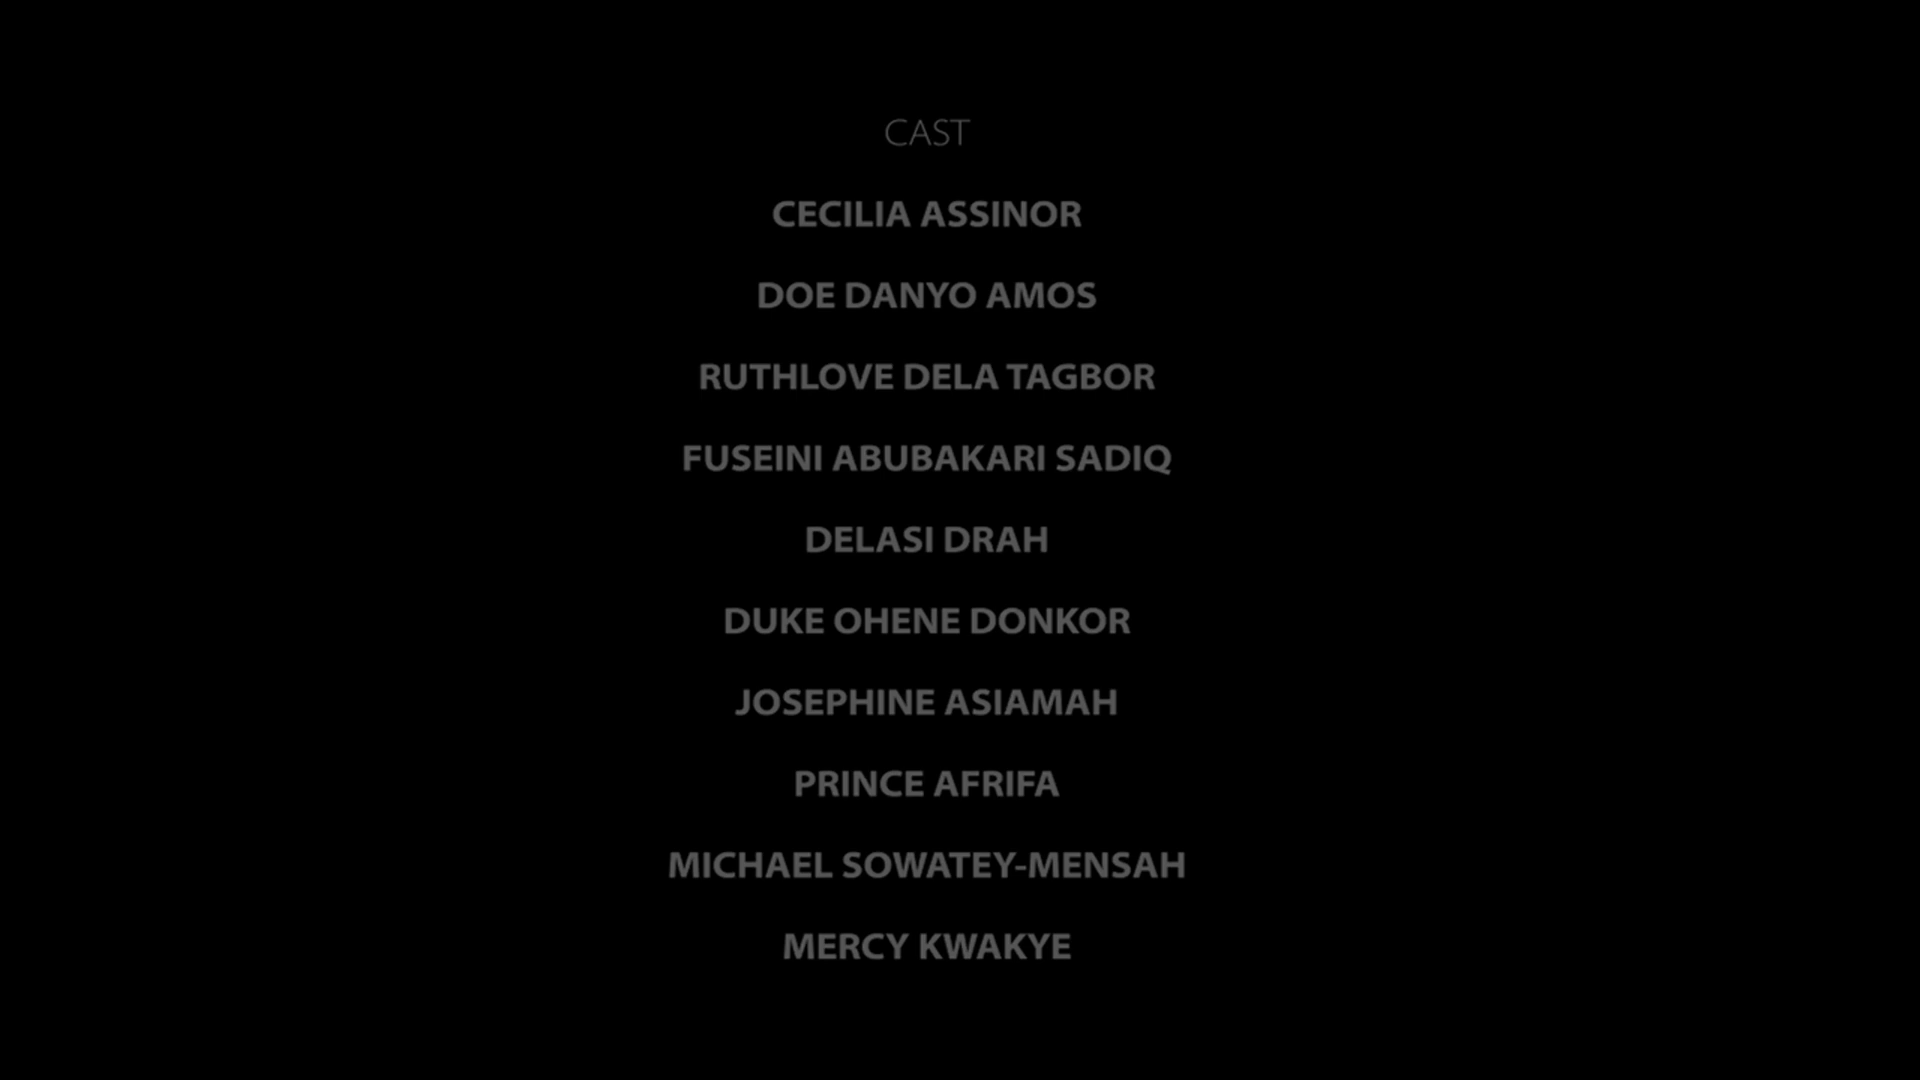 CAST
CECILIA ASSINOR
DOE DANYO AMOS
RUTHLOVE DELA TAGBOR
FUSEINI ABUBAKARI SADIQ
DELASI DRAH
DUKE OHENE DONKOR
JOSEPHINE ASIAMAH
PRINCE AFRIFA
MICHAEL SOWATEY-MENSAH
MERCY KWAKYE